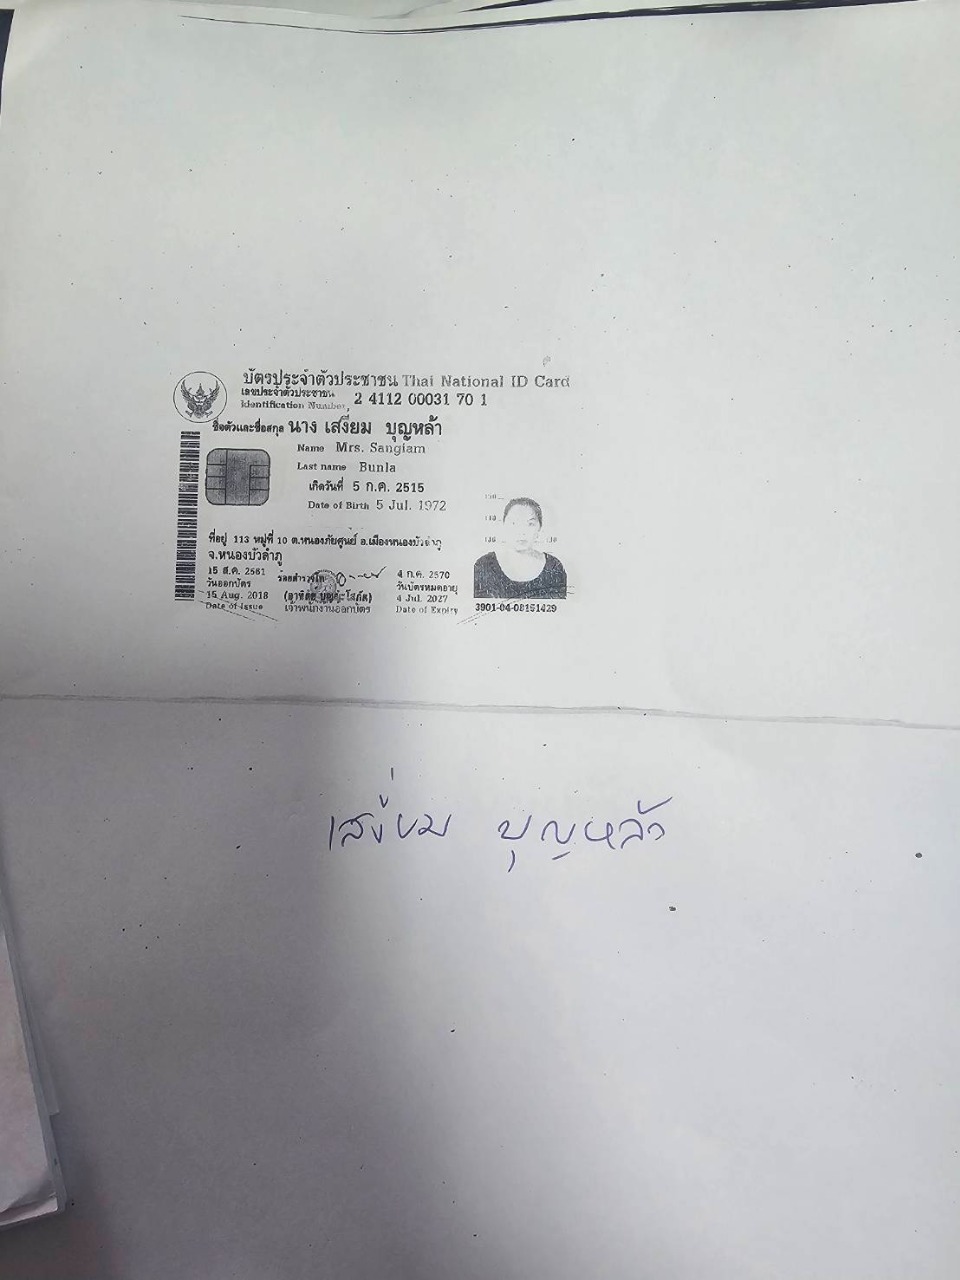 บัตรประจำตัวประชาชน Thai National ID Card
เลขประจำตัวประชาชน
Identification Number
2 4112 00031 70 1
ชื่อตัวและชื่อสกุล นาง เสงี่ยม บุญหล้า
Name Mrs. Sangiam
Last name Bunla
เกิดวันที่ 5 ก.ค. 2515
Date of Birth 5 Jul. 1972
ที่อยู่ 113 หมู่ที่ 10 ต.หนองภัยศูนย์ อ.เมืองหนองบัวลำภู
จ.หนองบัวลำภู
15 ส.ค. 2561
วันออกบัตร
15 Aug. 2018
Date of Issue
เจ้าพนักงานออกบัตร
4 ก.ค. 2570
วันบัตรหมดอายุ
4 Jul. 2027
Date of Expiry
3901-04-08151429
เสงี่ยม บุญหล้า